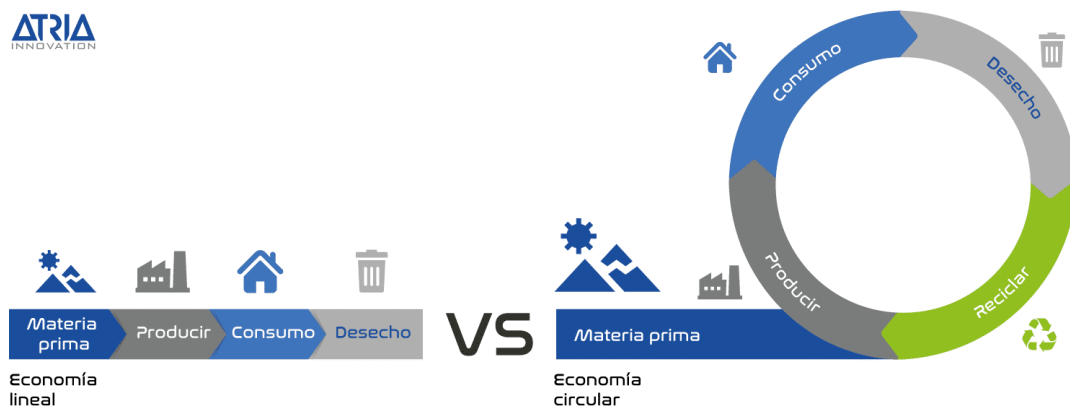 ATRIA
INNOVATION
Materia
prima
Producir
Consumo
Desecho
Economía
lineal
VS
Materia prima
Producir
Consumo
Desecho
Reciclar
Economía
circular